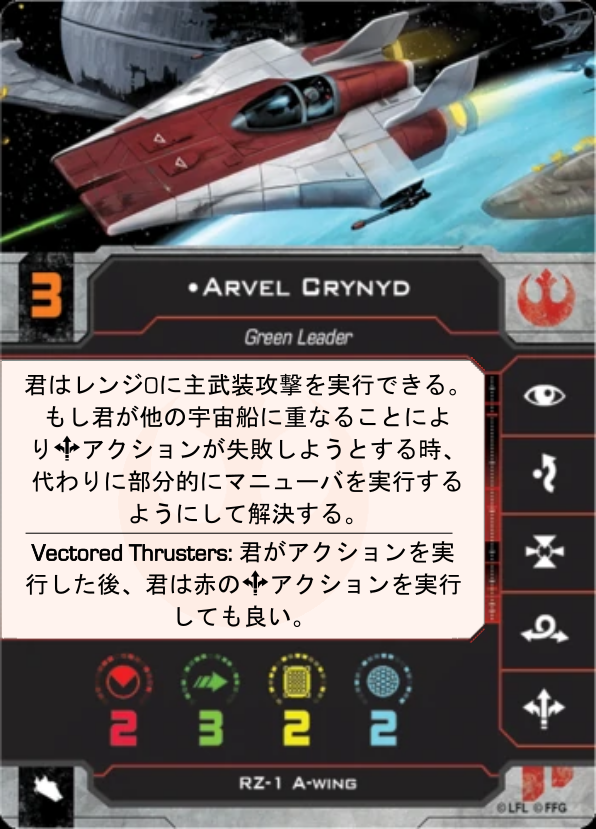 3
•Arvel Crynyd
Green Leader
君はレンジ0に主武装攻撃を実行できる。
もし君が他の宇宙船に重なることによ
りアクションが失敗しようとする時、
代わりに部分的にマニューバを実行する
ようにして解決する。
Vectored Thrusters: 君がアクションを実
行した後、君は赤のアクションを実行
しても良い。
2 3 2 2
RZ-1 A-wing
©LFL ©FFG